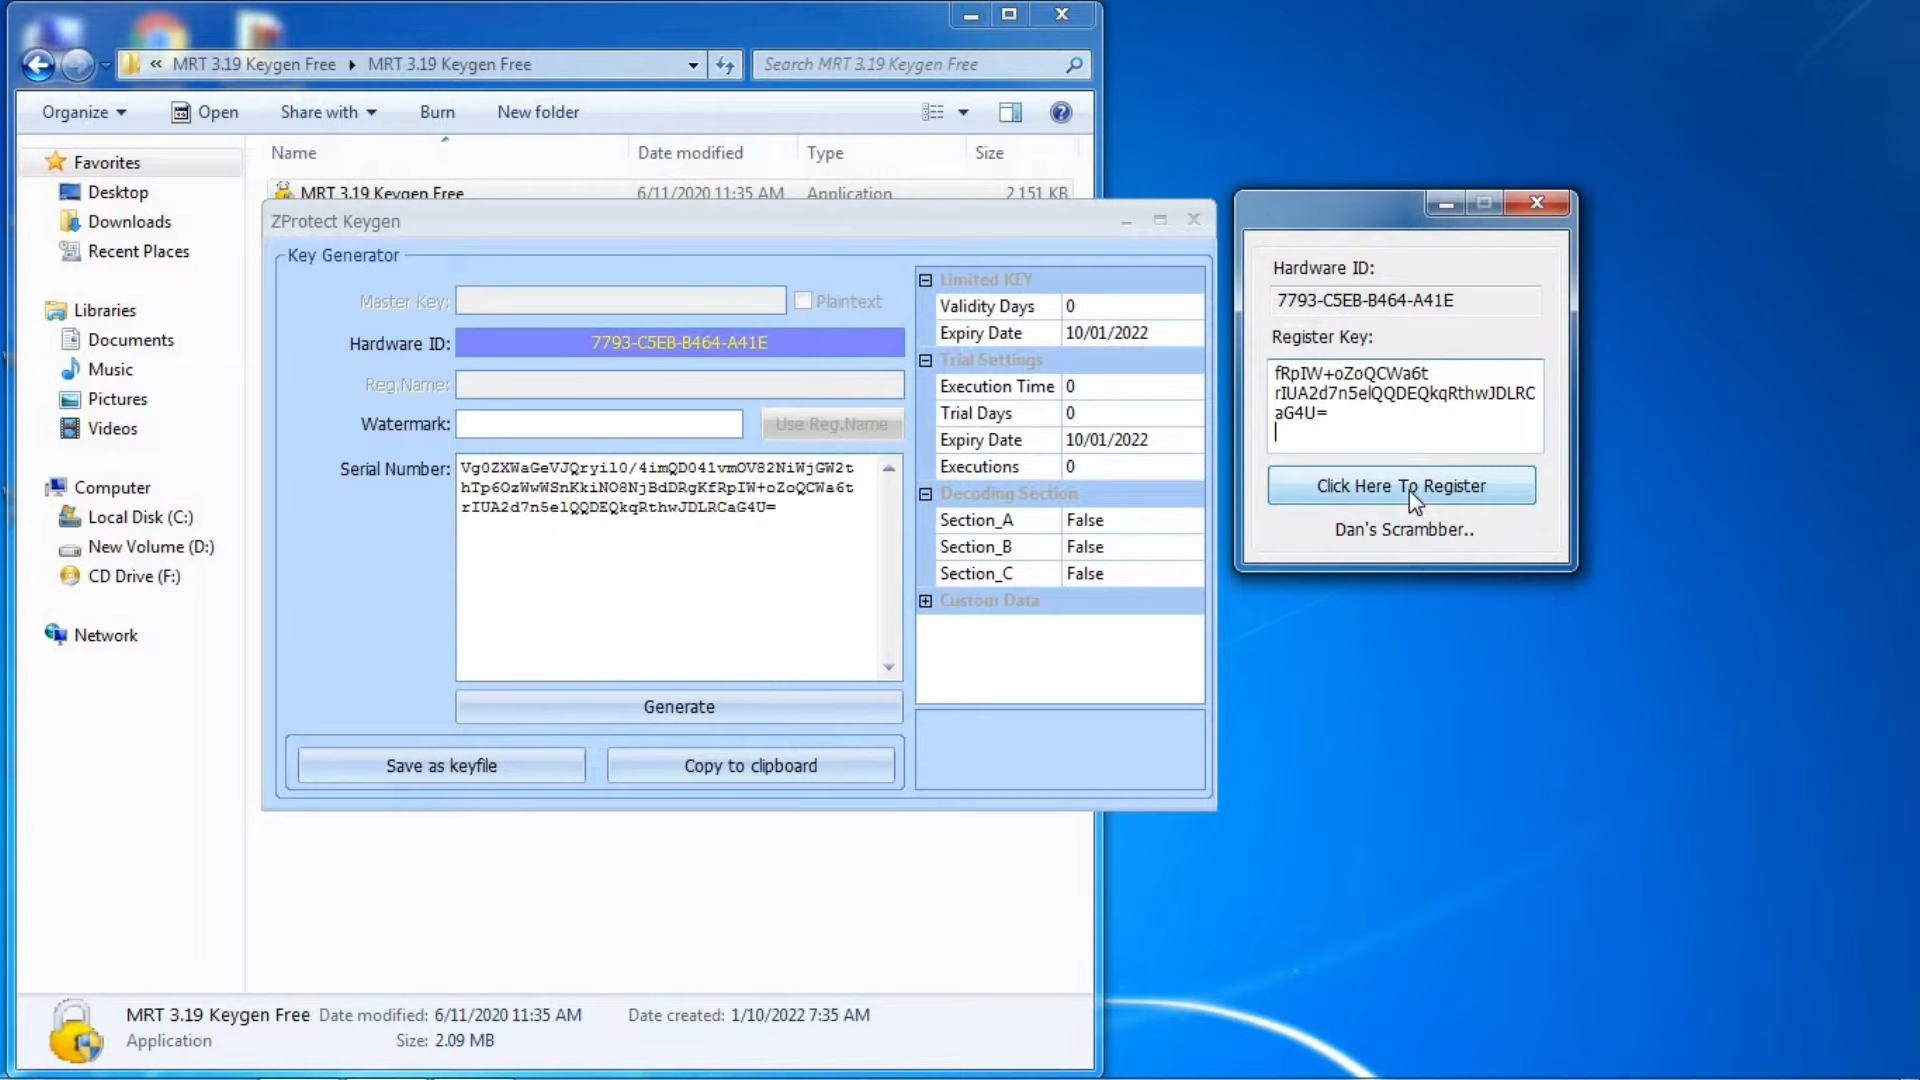 « MRT 3.19 Keygen Free ▸ MRT 3.19 Keygen Free
Search MRT 3.19 Keygen Free
Organize Open Share with Burn New folder
Name Date modified Type Size
MRT 3.19 Keygen Free 6/11/2020 11:35 AM Application 2,151 KB
Favorites
Desktop
Downloads
Recent Places
Libraries
Documents
Music
Pictures
Videos
Computer
Local Disk (C:)
New Volume (D:)
CD Drive (F:)
Network
ZProtect Keygen
Key Generator
Master Key: Plaintext
Hardware ID: 7793-C5EB-B464-A41E
Reg.Name:
Watermark: Use Reg.Name
Serial Number: Vg0ZXWaGeVJQryil0/4imQD041vmOV82NiWjGW2t
hTp6OzWwWSnKkiNO8NjBdDRgKfRpIW+oZoQCWa6t
rIUA2d7n5elQQDEQkqRthwJDLRCaG4U=
Generate
Save as keyfile Copy to clipboard
Limited KEY
Validity Days 0
Expiry Date 10/01/2022
Trial Settings
Execution Time 0
Trial Days 0
Expiry Date 10/01/2022
Executions 0
Decoding Section
Section_A False
Section_B False
Section_C False
Custom Data
Hardware ID:
7793-C5EB-B464-A41E
Register Key:
fRpIW+oZoQCWa6t
rIUA2d7n5elQQDEQkqRthwJDLRC
aG4U=
Click Here To Register
Dan's Scrambber..
MRT 3.19 Keygen Free Date modified: 6/11/2020 11:35 AM Date created: 1/10/2022 7:35 AM
Application Size: 2.09 MB